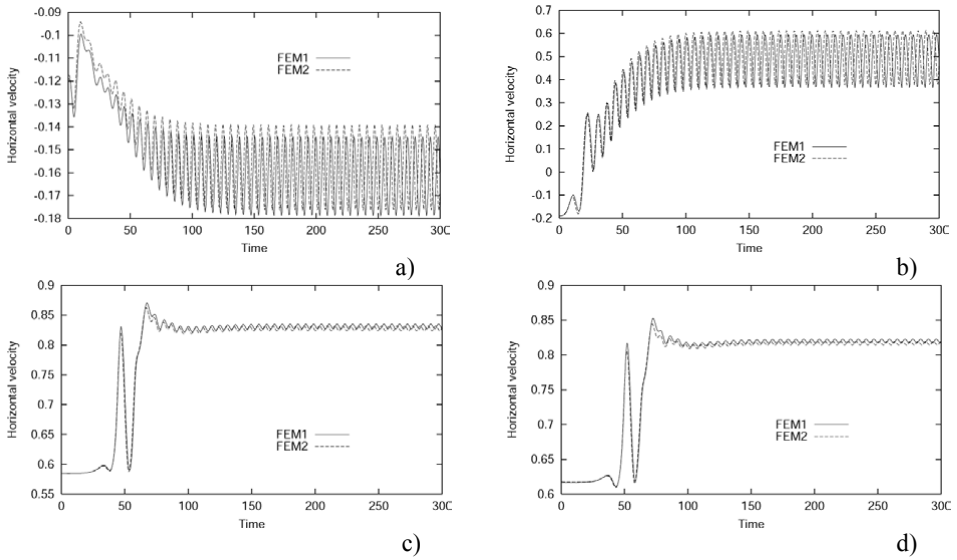 -0.09
-0.1
-0.11
-0.12
-0.13
-0.14
-0.15
-0.16
-0.17
-0.18
Horizontal velocity
FEM1
FEM2
0 50 100 150 200 250 30C
Time
a)
0.7
0.6
0.5
0.4
0.3
0.2
0.1
0
-0.1
-0.2
Horizontal velocity
FEM1
FEM2
0 50 100 150 200 250 30C
Time
b)
0.9
0.85
0.8
0.75
0.7
0.65
0.6
0.55
Horizontal velocity
FEM1
FEM2
0 50 100 150 200 250 30C
Time
c)
0.9
0.85
0.8
0.75
0.7
0.65
0.6
Horizontal velocity
FEM1
FEM2
0 50 100 150 200 250 30C
Time
d)